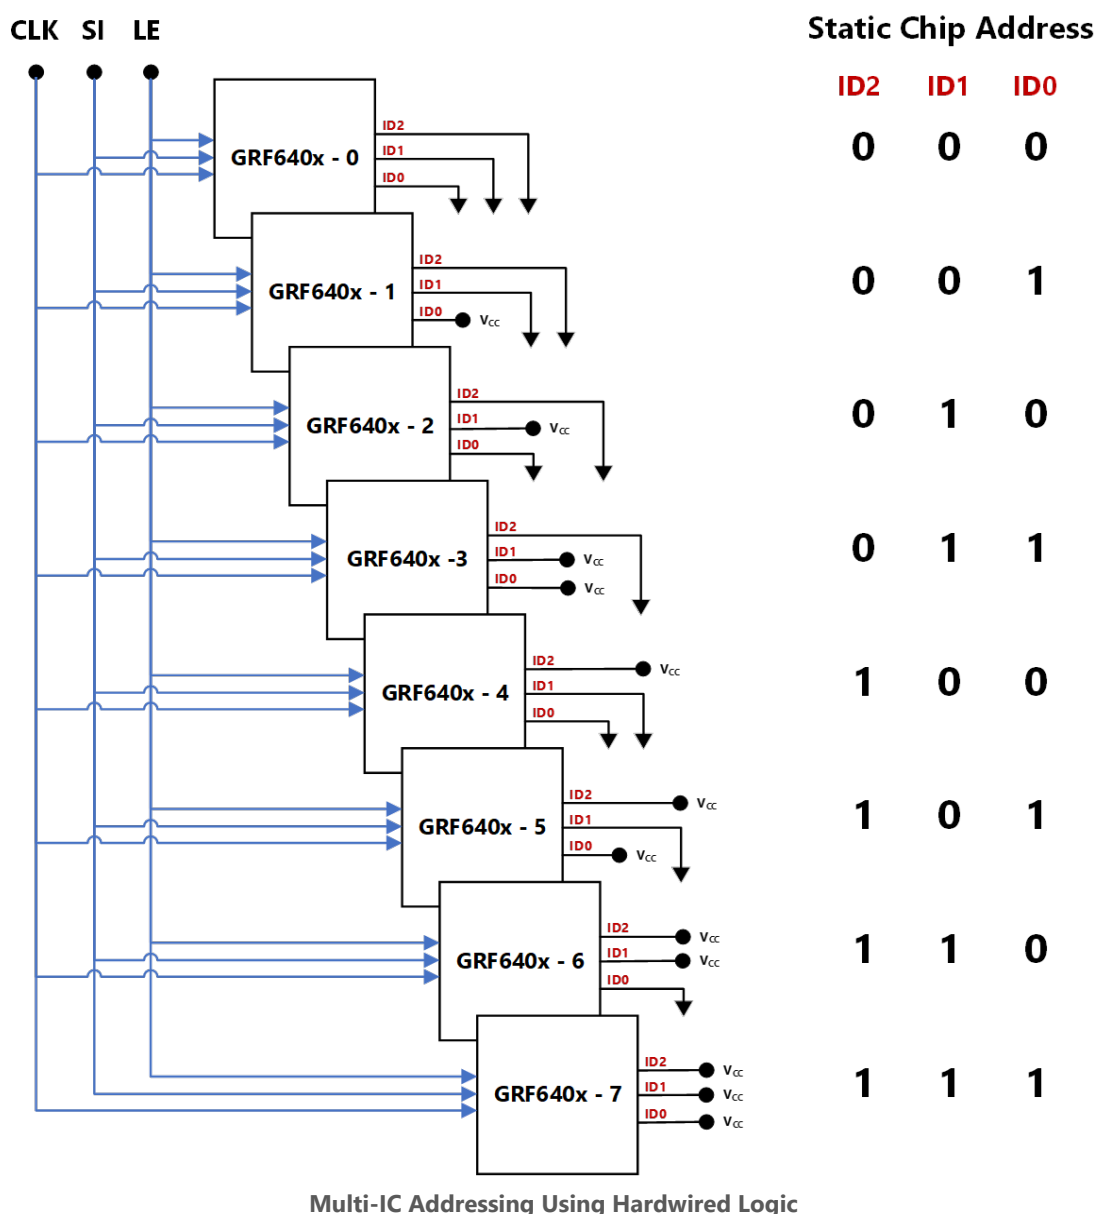 CLK SI LE
Static Chip Address
ID2 ID1 ID0
GRF640x - 0
ID2
ID1
ID0
0 0 0
GRF640x - 1
ID2
ID1
ID0 VCC
0 0 1
GRF640x - 2
ID2
ID1 VCC
ID0
0 1 0
GRF640x -3
ID2
ID1 VCC
ID0 VCC
0 1 1
GRF640x - 4
ID2 VCC
ID1
ID0
1 0 0
GRF640x - 5
ID2 VCC
ID1
ID0 VCC
1 0 1
GRF640x - 6
ID2 VCC
ID1 VCC
ID0
1 1 0
GRF640x - 7
ID2 VCC
ID1 VCC
ID0 VCC
1 1 1
Multi-IC Addressing Using Hardwired Logic